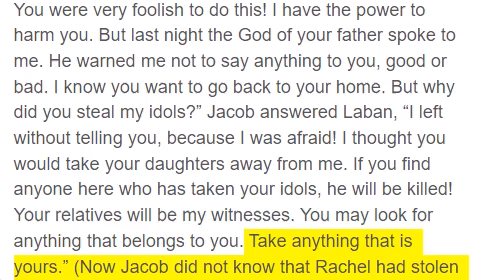 You were very foolish to do this! I have the power to
harm you. But last night the God of your father spoke to
me. He warned me not to say anything to you, good or
bad. I know you want to go back to your home. But why
did you steal my idols?” Jacob answered Laban, “I left
without telling you, because I was afraid! I thought you
would take your daughters away from me. If you find
anyone here who has taken your idols, he will be killed!
Your relatives will be my witnesses. You may look for
anything that belongs to you. Take anything that is
yours.” (Now Jacob did not know that Rachel had stolen